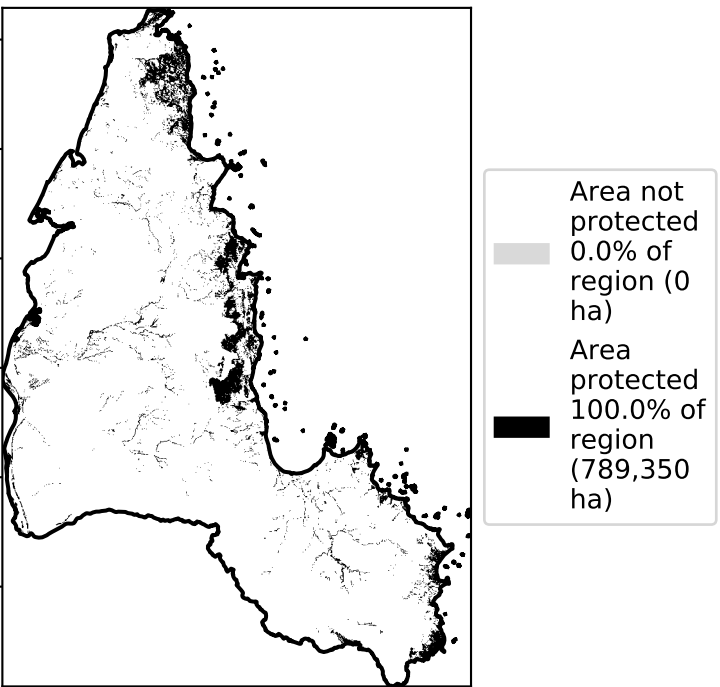 Area not
protected
0.0% of
region (0
ha)
Area
protected
100.0% of
region
(789,350
ha)